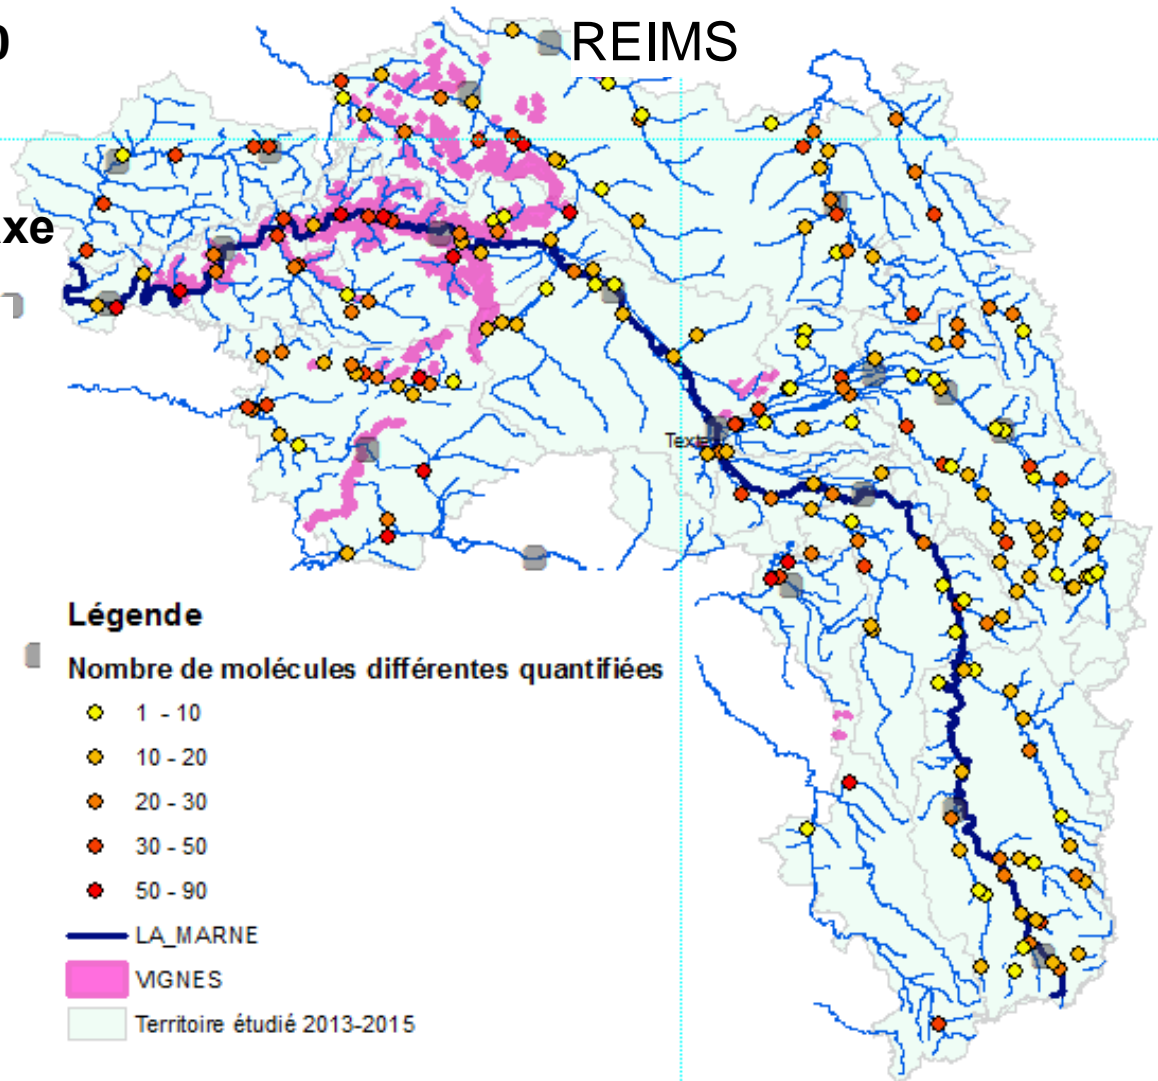 0
REIMS
xe
Texte
Légende
Nombre de molécules différentes quantifiées
1 - 10
10 - 20
20 - 30
30 - 50
50 - 90
LA_MARNE
VIGNES
Territoire étudié 2013-2015